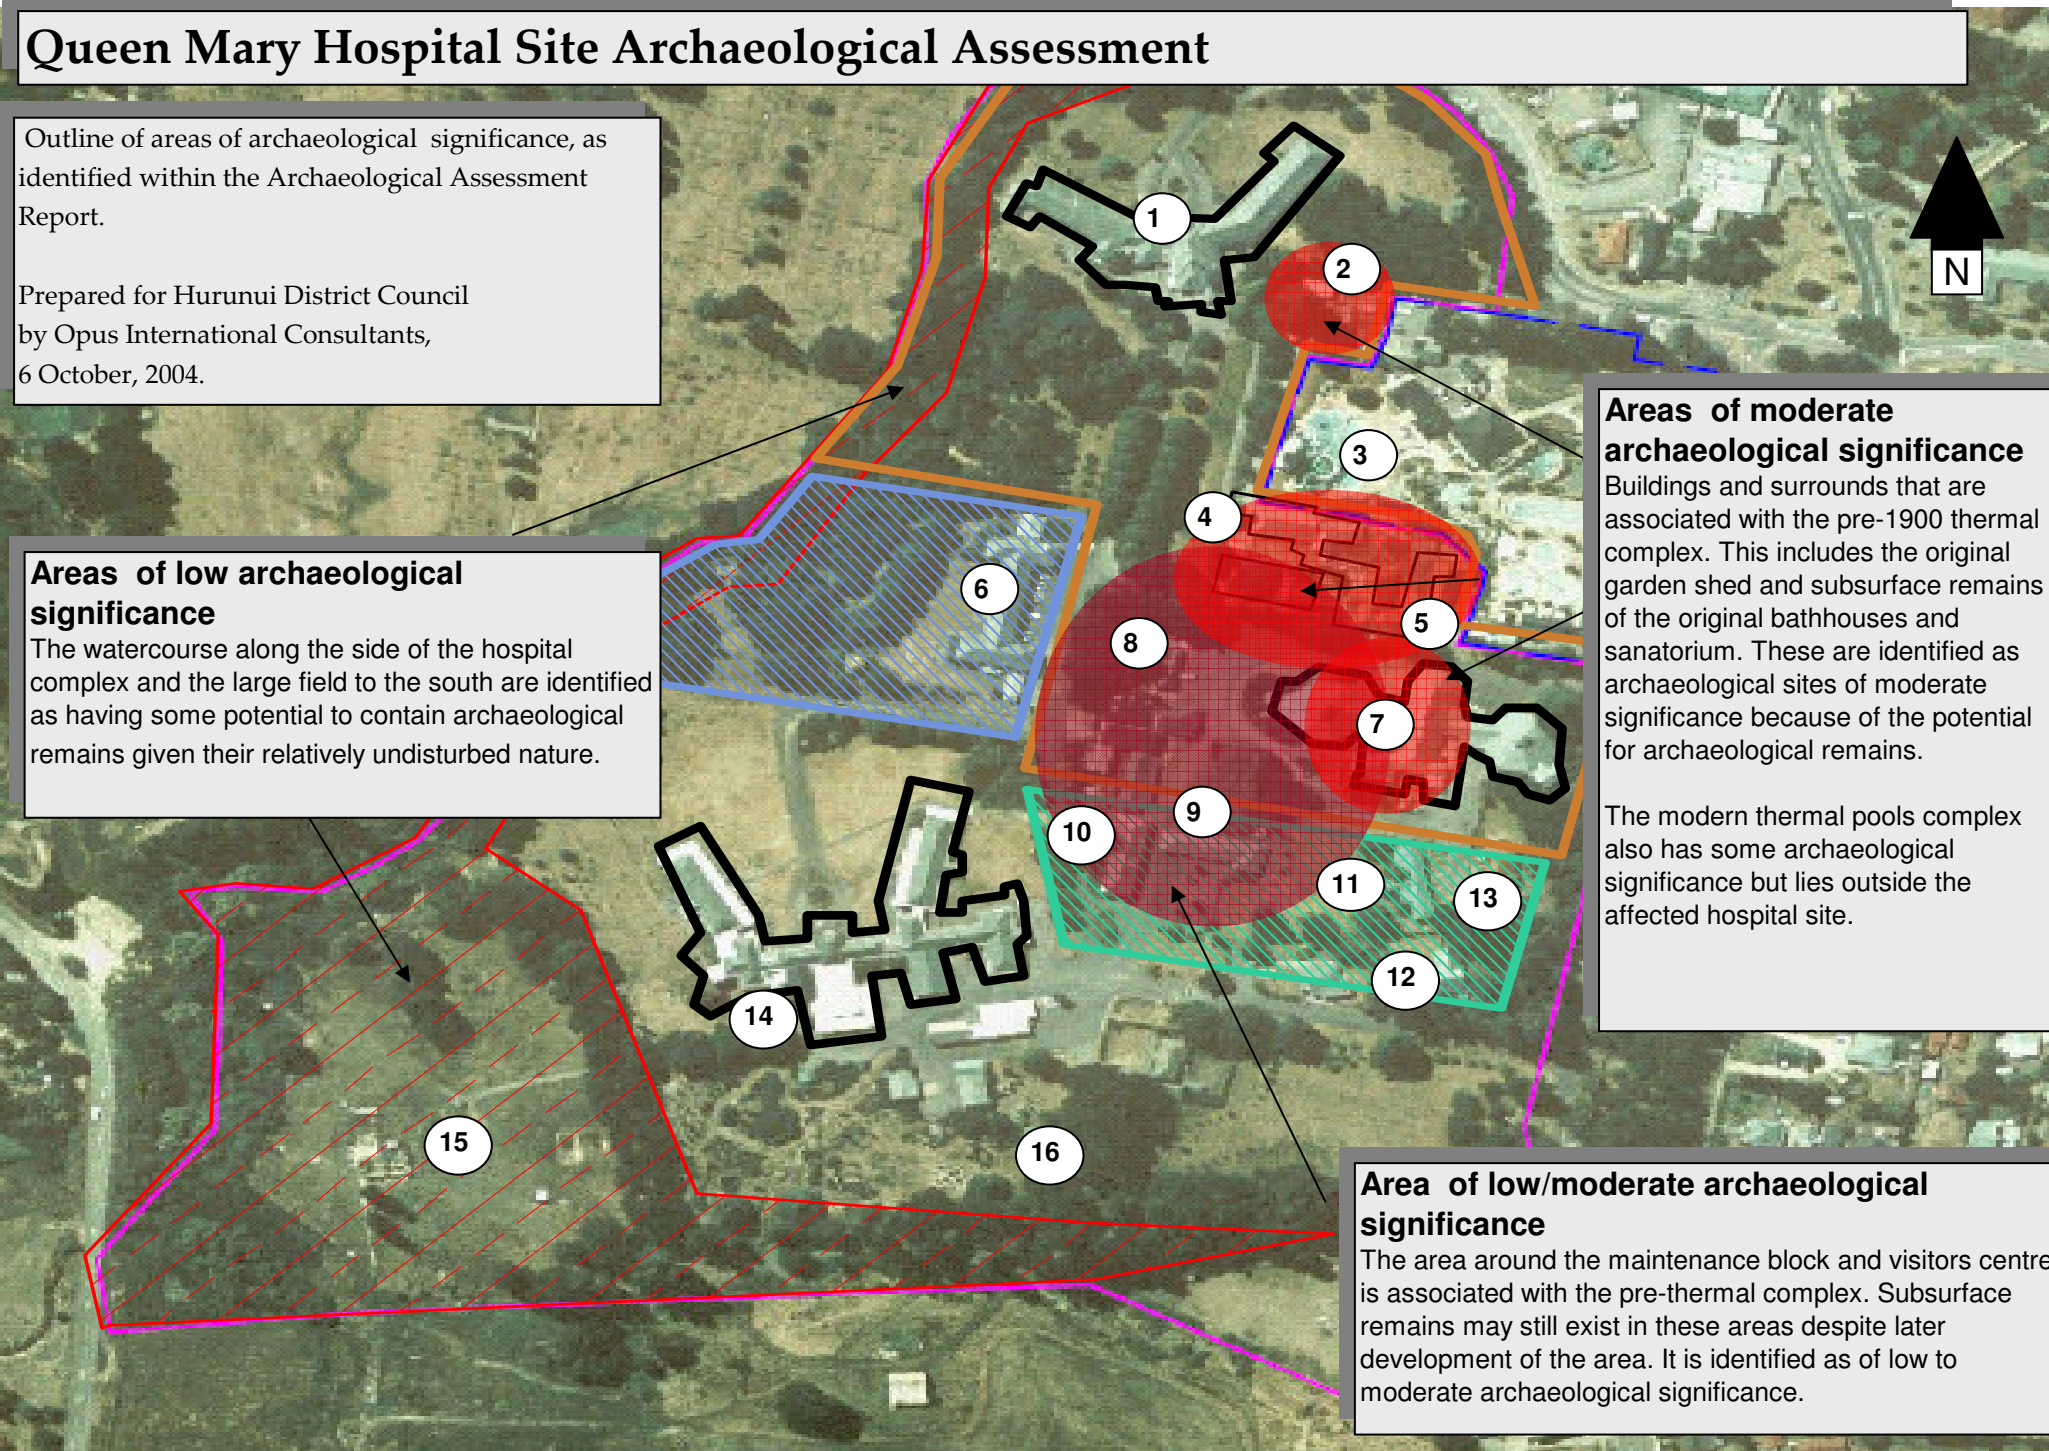 Queen Mary Hospital Site Archaeological Assessment
Outline of areas of archaeological significance, as
identified within the Archaeological Assessment
Report.
Prepared for Hurunui District Council
by Opus International Consultants,
6 October, 2004.
1
2
N
3
4
5
6
7
8
9
10
11
12
13
14
15
16
Areas of moderate
archaeological significance
Buildings and surrounds that are
associated with the pre-1900 thermal
complex. This includes the original
garden shed and subsurface remains
of the original bathhouses and
sanatorium. These are identified as
archaeological sites of moderate
significance because of the potential
for archaeological remains.
The modern thermal pools complex
also has some archaeological
significance but lies outside the
affected hospital site.
Areas of low archaeological
significance
The watercourse along the side of the hospital
complex and the large field to the south are identified
as having some potential to contain archaeological
remains given their relatively undisturbed nature.
Area of low/moderate archaeological
significance
The area around the maintenance block and visitors centre
is associated with the pre-thermal complex. Subsurface
remains may still exist in these areas despite later
development of the area. It is identified as of low to
moderate archaeological significance.